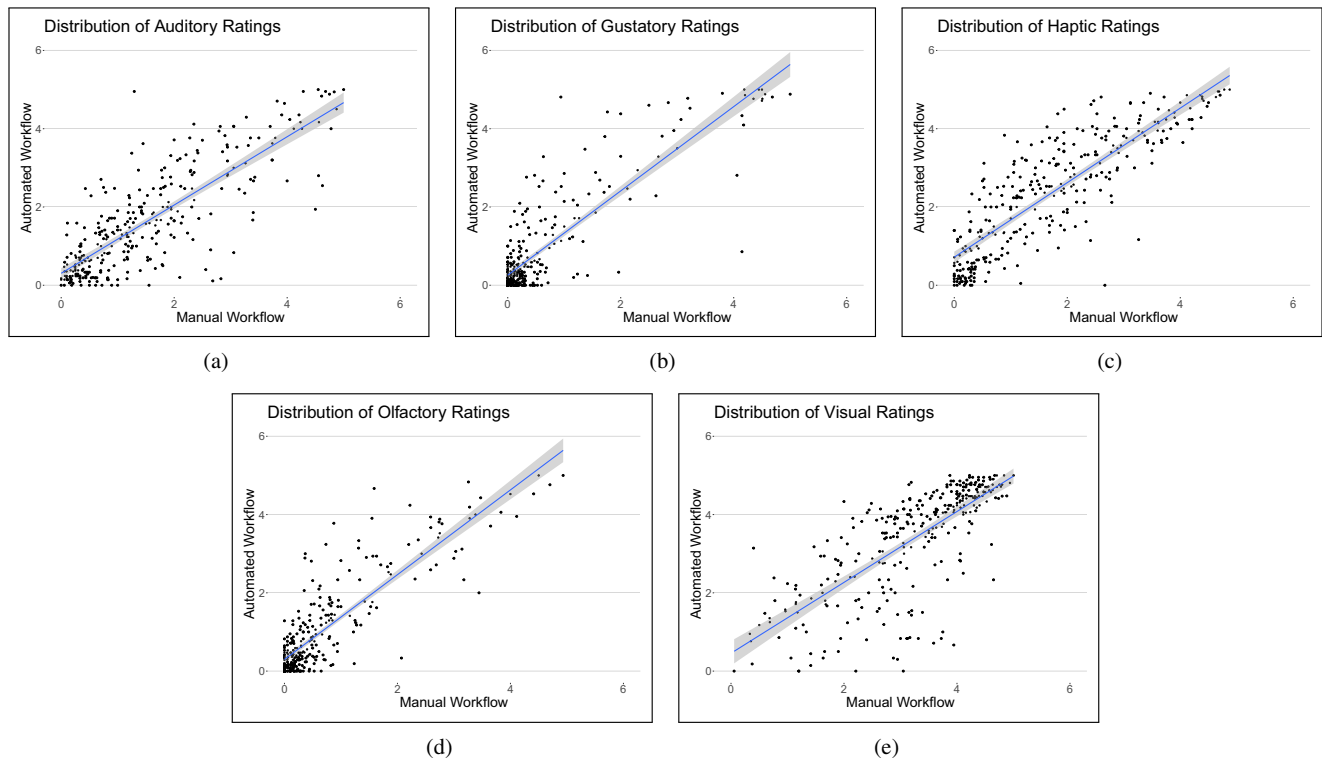 Distribution of Auditory Ratings
6
4
2
0
Automated Workflow
0 2 4 6
Manual Workflow
(a)
Distribution of Gustatory Ratings
6
4
2
0
Automated Workflow
0 2 4 6
Manual Workflow
(b)
Distribution of Haptic Ratings
6
4
2
0
Automated Workflow
0 2 4 6
Manual Workflow
(c)
Distribution of Olfactory Ratings
6
4
2
0
Automated Workflow
0 2 4 6
Manual Workflow
(d)
Distribution of Visual Ratings
6
4
2
0
Automated Workflow
0 2 4 6
Manual Workflow
(e)